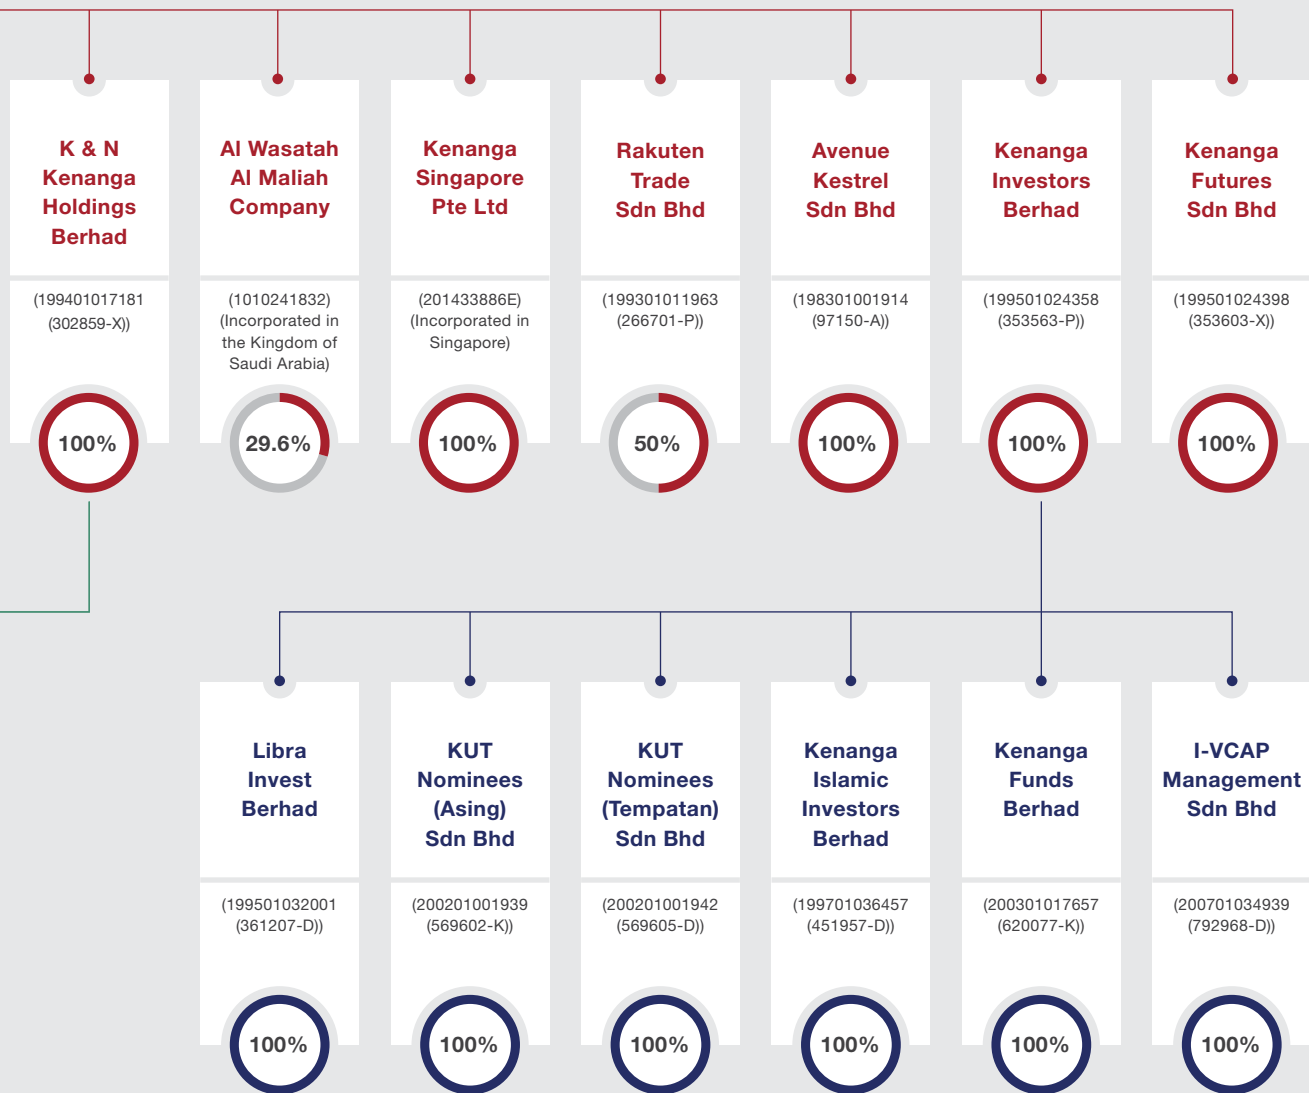 K & N
Kenanga
Holdings
Berhad
(199401017181
(302859-X))
100%
Al Wasatah
Al Maliah
Company
(1010241832)
(Incorporated in
the Kingdom of
Saudi Arabia)
29.6%
Kenanga
Singapore
Pte Ltd
(201433886E)
(Incorporated in
Singapore)
100%
Rakuten
Trade
Sdn Bhd
(199301011963
(266701-P))
50%
Avenue
Kestrel
Sdn Bhd
(198301001914
(97150-A))
100%
Kenanga
Investors
Berhad
(199501024358
(353563-P))
100%
Kenanga
Futures
Sdn Bhd
(199501024398
(353603-X))
100%
Libra
Invest
Berhad
(199501032001
(361207-D))
100%
KUT
Nominees
(Asing)
Sdn Bhd
(200201001939
(569602-K))
100%
KUT
Nominees
(Tempatan)
Sdn Bhd
(200201001942
(569605-D))
100%
Kenanga
Islamic
Investors
Berhad
(199701036457
(451957-D))
100%
Kenanga
Funds
Berhad
(200301017657
(620077-K))
100%
I-VCAP
Management
Sdn Bhd
(200701034939
(792968-D))
100%